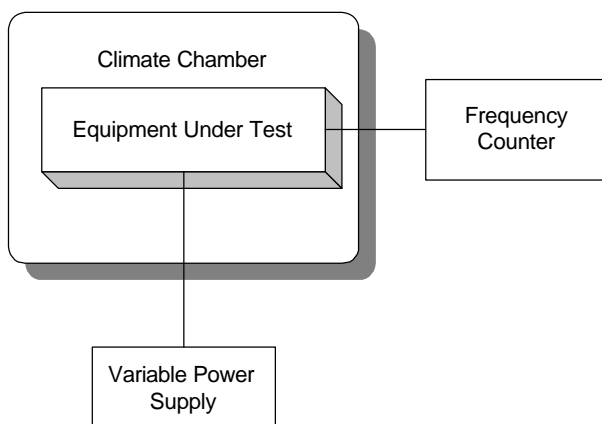 Climate Chamber
Equipment Under Test
Frequency
Counter
Variable Power
Supply